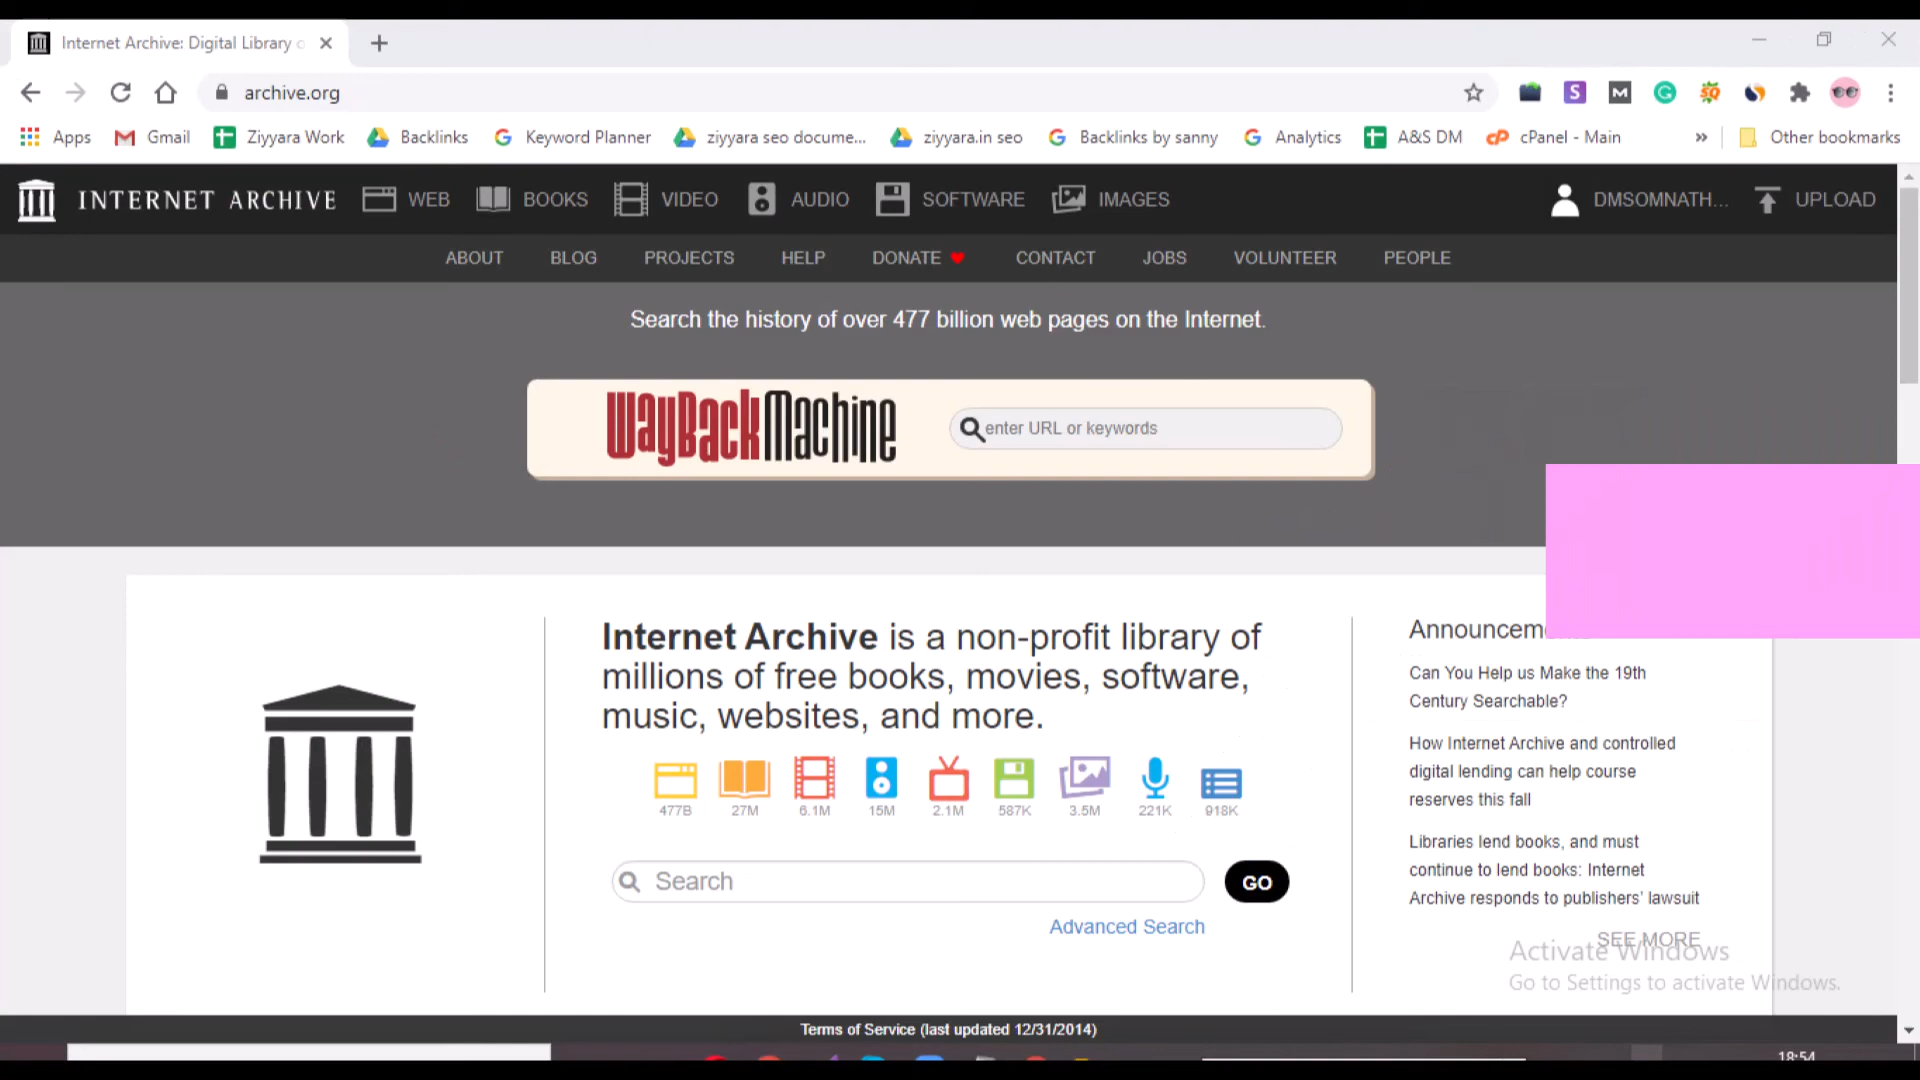 Internet Archive: Digital Library
archive.org
Apps Gmail Ziyyara Work Backlinks Keyword Planner ziyyara seo docume... ziyyara.in seo Backlinks by sanny Analytics A&S DM cPanel - Main » Other bookmarks
INTERNET ARCHIVE WEB BOOKS VIDEO AUDIO SOFTWARE IMAGES DMSOMNATH... UPLOAD
ABOUT BLOG PROJECTS HELP DONATE CONTACT JOBS VOLUNTEER PEOPLE
Search the history of over 477 billion web pages on the Internet.
WayBackMachine enter URL or keywords
Internet Archive is a non-profit library of
millions of free books, movies, software,
music, websites, and more.
477B 27M 6.1M 15M 2.1M 587K 3.5M 221K 918K
Search GO
Advanced Search
Can You Help us Make the 19th
Century Searchable?
How Internet Archive and controlled
digital lending can help course
reserves this fall
Libraries lend books, and must
continue to lend books: Internet
Archive responds to publishers' lawsuit
SEE MORE
Activate Windows
Go to Settings to activate Windows.
Terms of Service (last updated 12/31/2014)
18:54